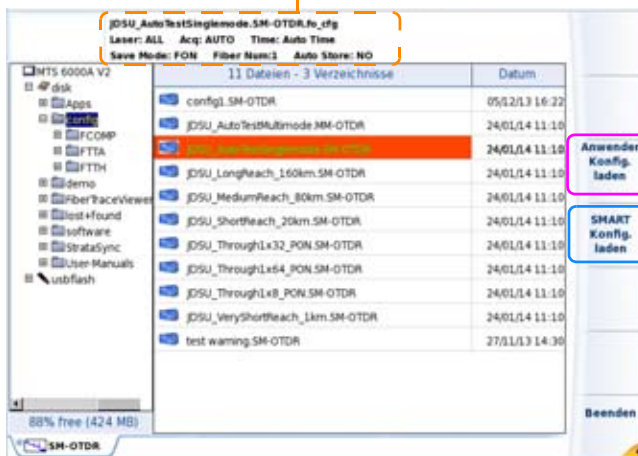 JDSU_AutoTestSinglemode.SM-OTDR.fo_cfg
Laser: ALL Acq: AUTO Time: Auto Time
Save Mode: FON Fiber Num:1 Auto Store: NO
MTS 6000A V2
disk
Apps
config
FCOMP
FTTA
FTTH
demo
FiberTraceViewer
lost+found
software
StrataSync
User-Manuals
usbflash
88% free (424 MB)
11 Dateien - 3 Verzeichnisse Datum
config1.SM-OTDR 05/12/13 16:22
JDSU_AutoTestMultimode.MM-OTDR 24/01/14 11:10
JDSU_AutoTestSinglemode.SM-OTDR 24/01/14 11:10
JDSU_LongReach_160km.SM-OTDR 24/01/14 11:10
JDSU_MediumReach_80km.SM-OTDR 24/01/14 11:10
JDSU_ShortReach_20km.SM-OTDR 24/01/14 11:10
JDSU_Through1x32_PON.SM-OTDR 24/01/14 11:10
JDSU_Through1x64_PON.SM-OTDR 24/01/14 11:10
JDSU_Through1x8_PON.SM-OTDR 24/01/14 11:10
JDSU_VeryShortReach_1km.SM-OTDR 24/01/14 11:10
test warning.SM-OTDR 27/11/13 14:30
Anwender
Konfig.
laden
SMART
Konfig.
laden
Beenden
SM-OTDR